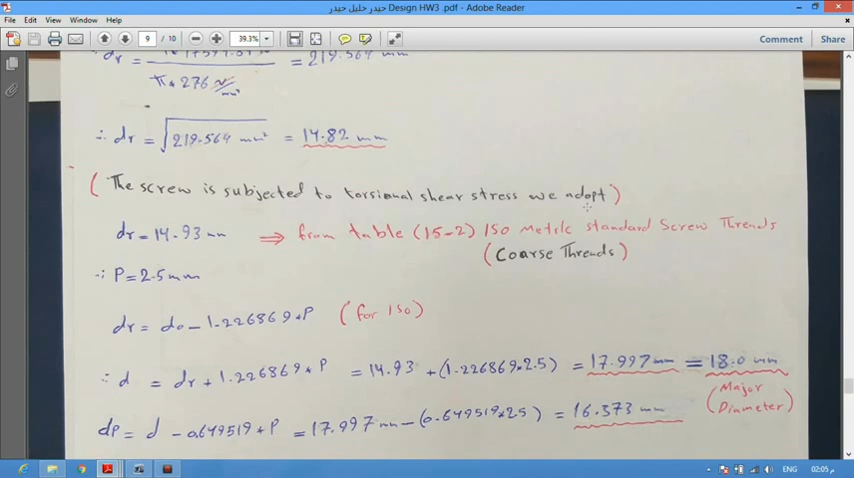 حيدر خليل حيدر Design HW3 .pdf - Adobe Reader
File Edit View Window Help
9 / 10 39.3% Comment Share
π * 276 N/mm² = 219.564 mm
∴ dr = √219.564 mm² = 14.82 mm
( The screw is subjected to torsional shear stress we adopt )
dr = 14.93 mm ⇒ from table (15-2) ISO Metric standard Screw Threads
(Coarse Threads)
∴ P = 2.5 mm
dr = do - 1.226869 * P (for ISO)
∴ d = dr + 1.226869 * P = 14.93 + (1.226869*2.5) = 17.997 mm = 18.0 mm
(Major Diameter)
dp = d - 0.649519 * P = 17.997 mm - (0.649519*2.5) = 16.373 mm
EN 02:05 م